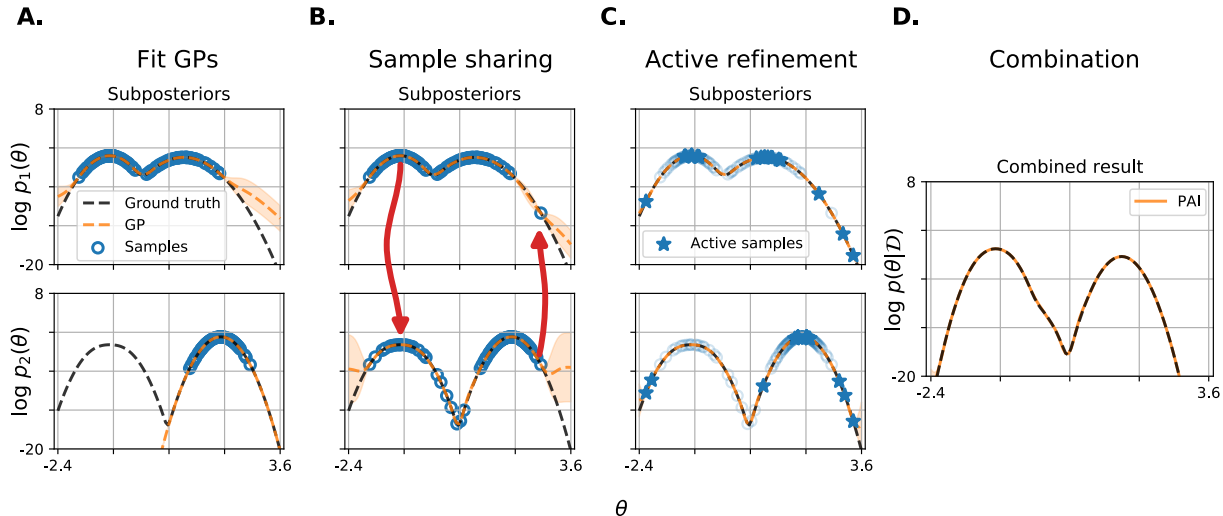 A.
B.
C.
D.
Fit GPs
Sample sharing
Active refinement
Combination
Subposteriors
Subposteriors
Subposteriors
8
log p₁(θ)
-20
Ground truth
GP
Samples
Active samples
Combined result
8
PAI
log p(θ|𝒟)
-20
-2.4
3.6
8
log p₂(θ)
-20
-2.4
3.6
-2.4
3.6
-2.4
3.6
θ